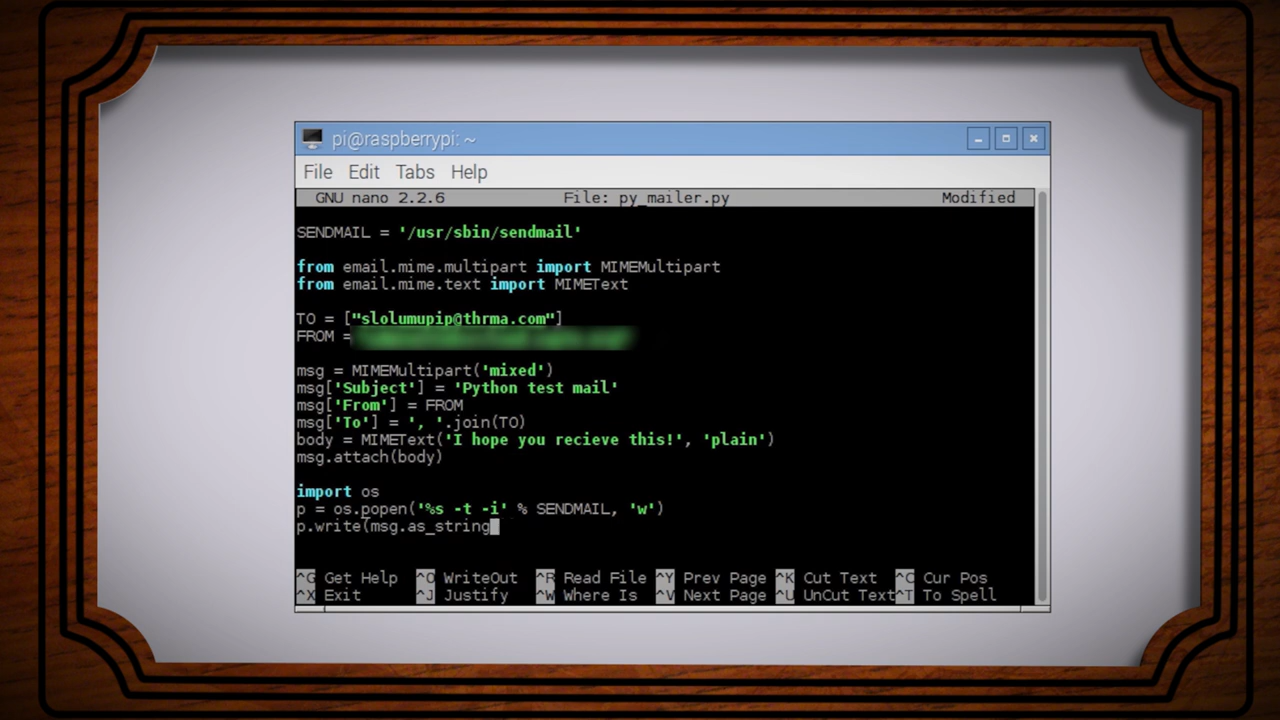 pi@raspberrypi: ~
File Edit Tabs Help
GNU nano 2.2.6 File: py_mailer.py Modified
SENDMAIL = '/usr/sbin/sendmail'
from email.mime.multipart import MIMEMultipart
from email.mime.text import MIMEText
TO = ["slolumupip@thrma.com"]
FROM =
msg = MIMEMultipart('mixed')
msg['Subject'] = 'Python test mail'
msg['From'] = FROM
msg['To'] = ', '.join(TO)
body = MIMEText('I hope you recieve this!', 'plain')
msg.attach(body)
import os
p = os.popen('%s -t -i' % SENDMAIL, 'w')
p.write(msg.as_string
^G Get Help ^O WriteOut ^R Read File ^Y Prev Page ^K Cut Text ^C Cur Pos
^X Exit ^J Justify ^W Where Is ^V Next Page ^U UnCut Text ^T To Spell